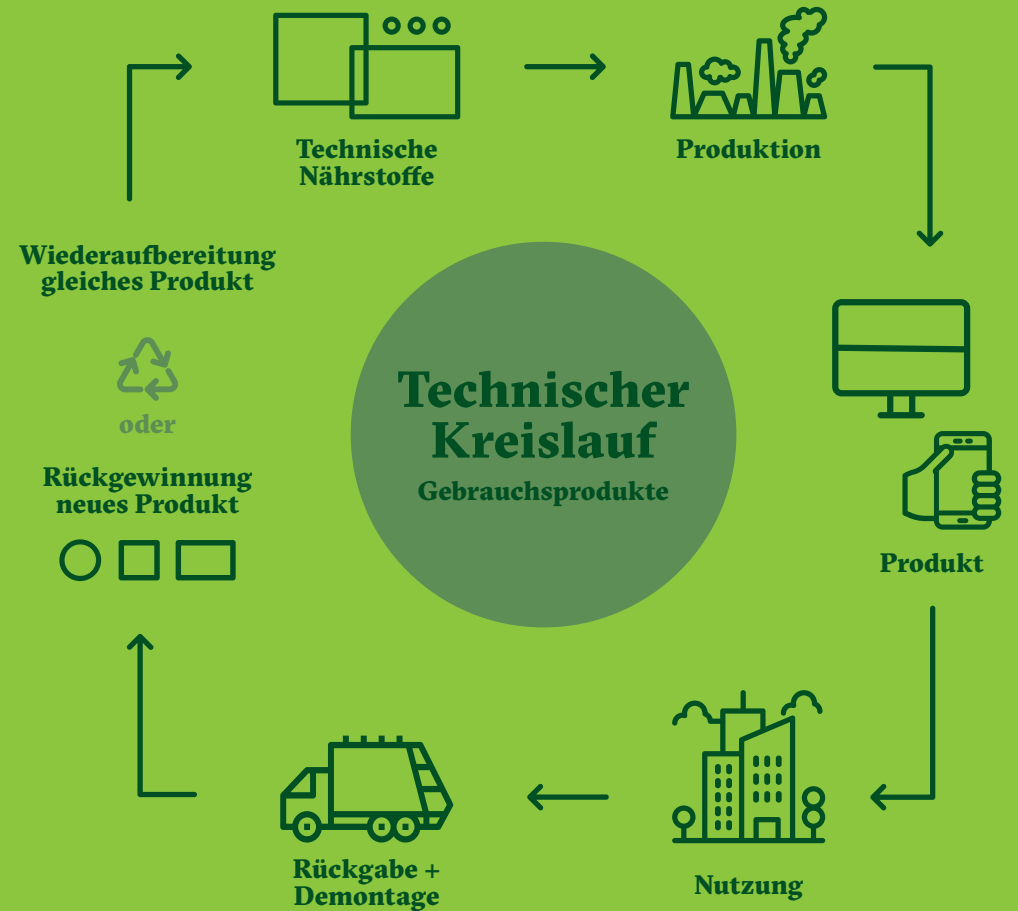 Technische
Nährstoffe
Produktion
Wiederaufbereitung
gleiches Produkt
oder
Rückgewinnung
neues Produkt
Technischer
Kreislauf
Gebrauchsprodukte
Produkt
Rückgabe +
Demontage
Nutzung